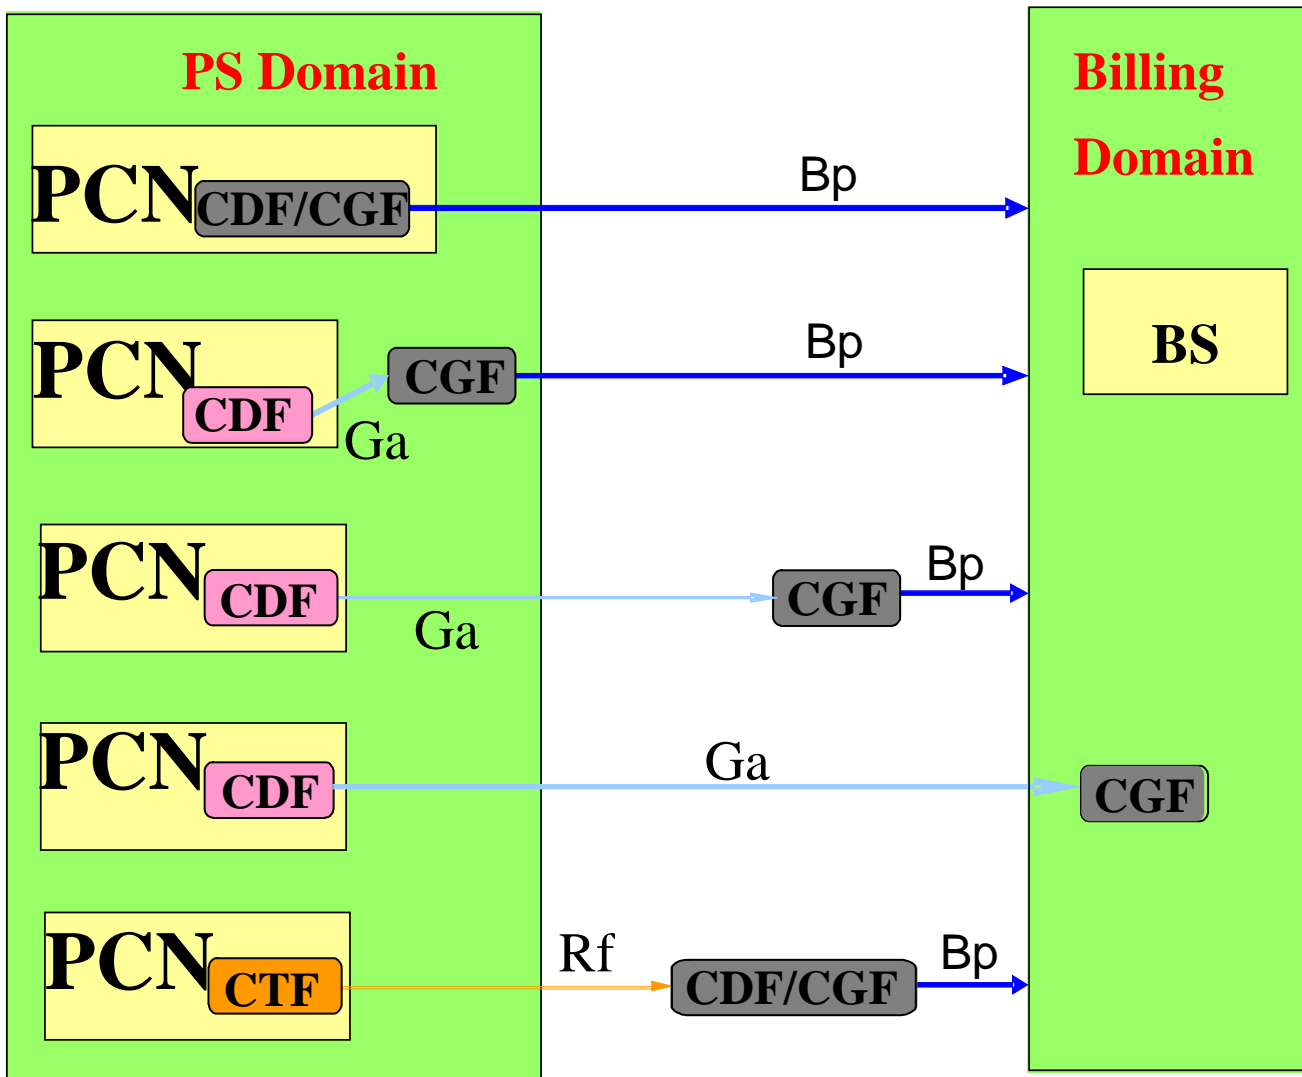 PS Domain
Billing
Domain
PCN
CDF/CGF
Bp
PCN
CDF
Ga
CGF
Bp
BS
PCN
CDF
Ga
CGF
Bp
PCN
CDF
Ga
CGF
PCN
CTF
Rf
CDF/CGF
Bp